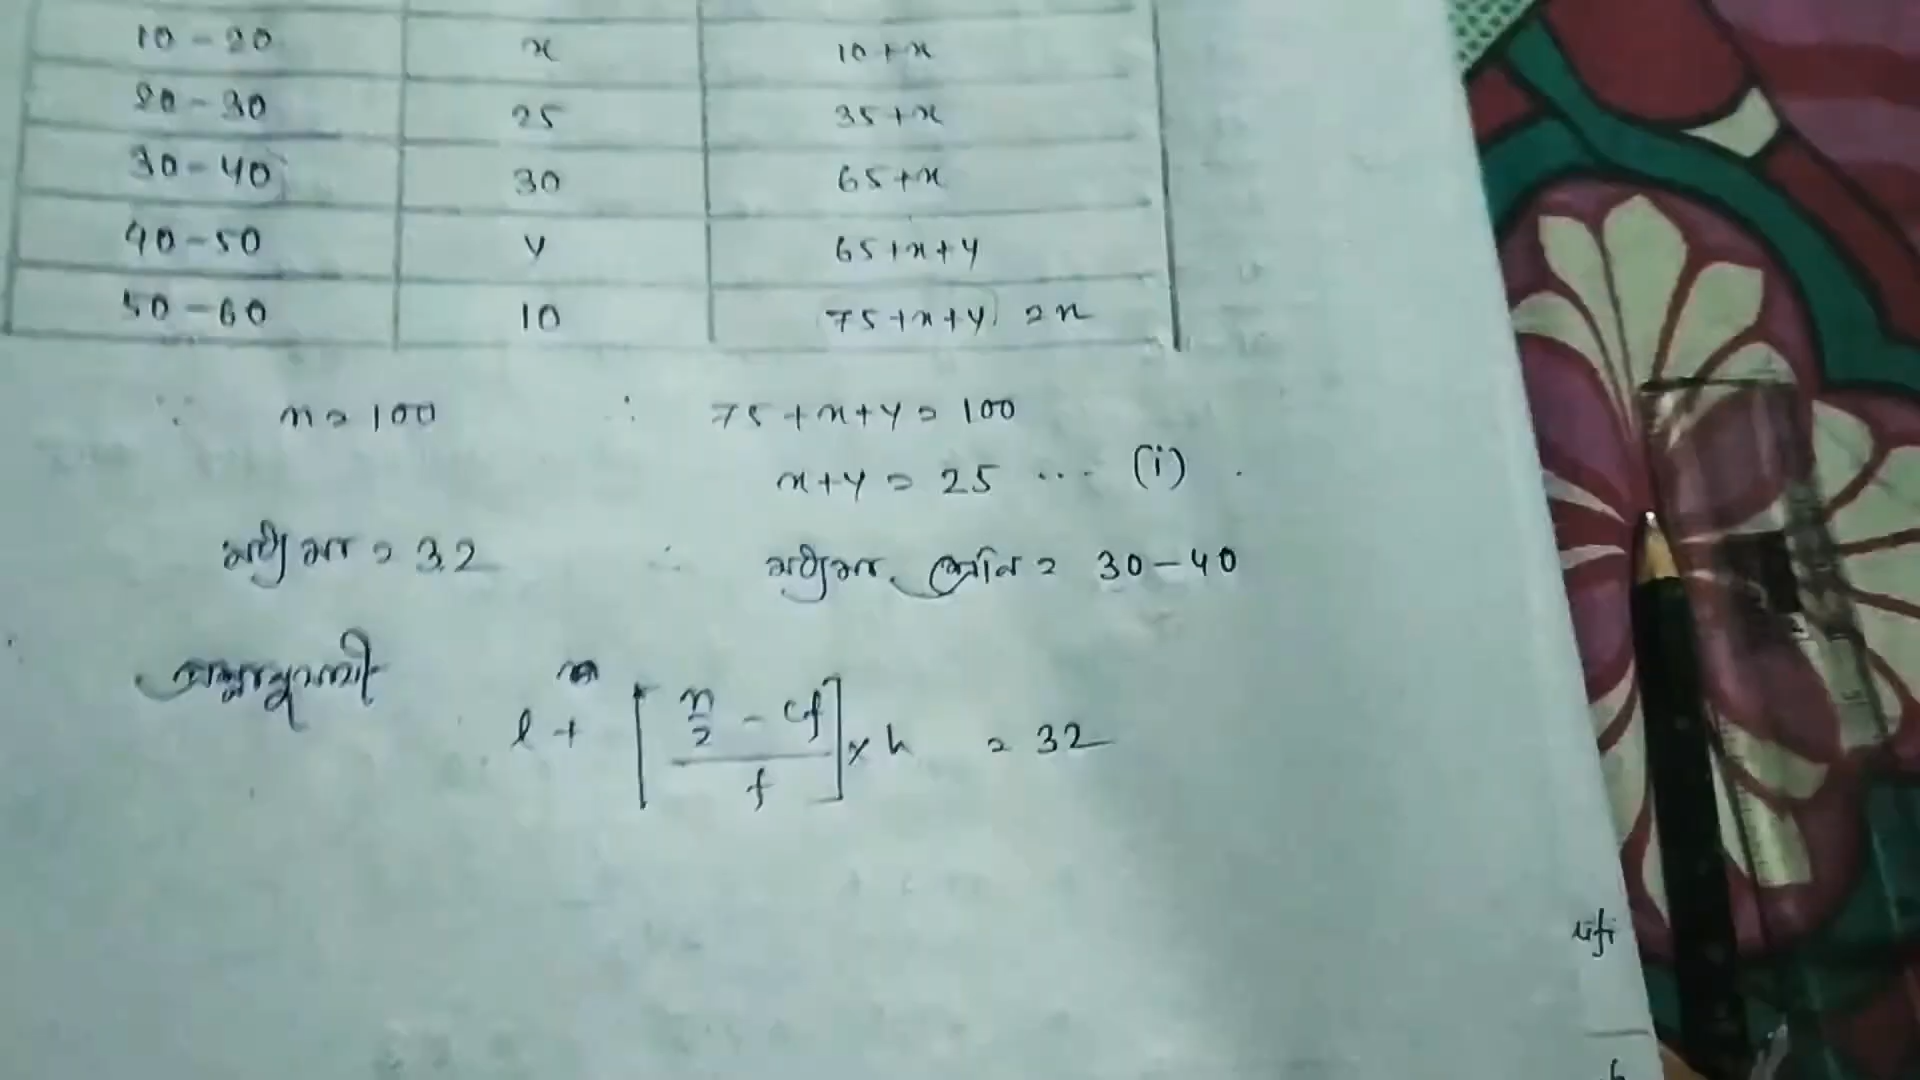 10-20 x 10+x
20-30 25 35+x
30-40 30 65+x
40-50 y 65+x+y
50-60 10 75+x+y = n
∵ n = 100 ∴ 75+x+y = 100
x+y = 25 ... (i)
মধ্যমা = 32 ∴ মধ্যমা শ্রেণি = 30-40
প্রশ্নানুযায়ী
l + [ (n/2 - cf) / f ] × h = 32